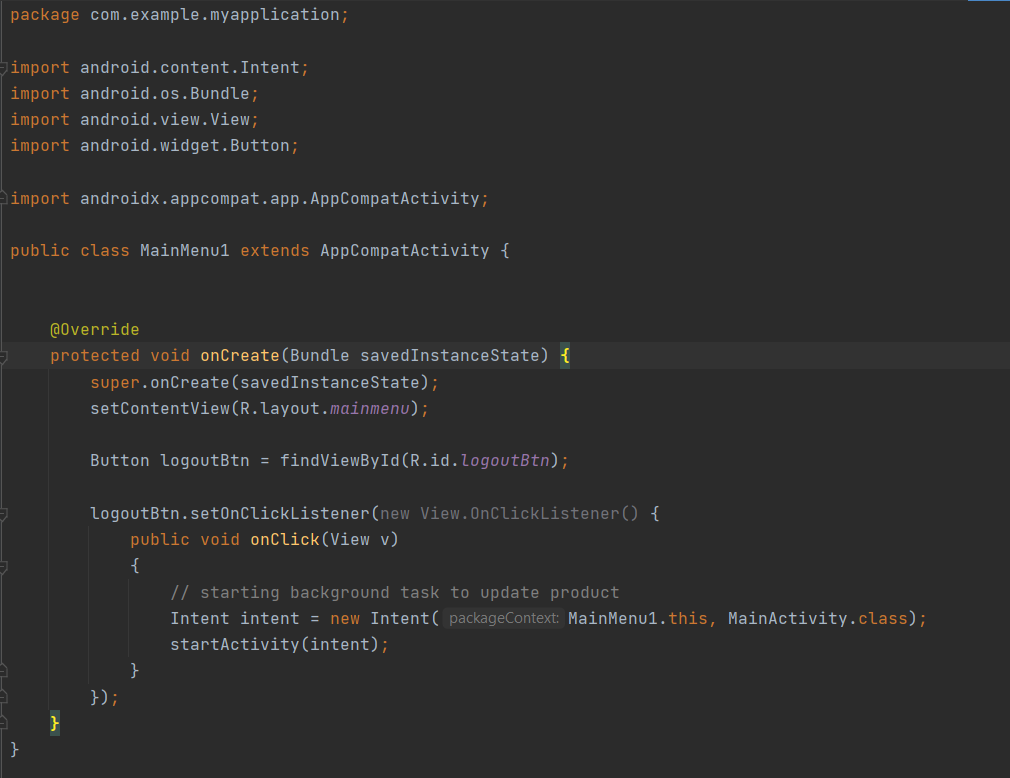 package com.example.myapplication;
import android.content.Intent;
import android.os.Bundle;
import android.view.View;
import android.widget.Button;
import androidx.appcompat.app.AppCompatActivity;
public class MainMenu1 extends AppCompatActivity {
@Override
protected void onCreate(Bundle savedInstanceState) {
super.onCreate(savedInstanceState);
setContentView(R.layout.mainmenu);
Button logoutBtn = findViewById(R.id.logoutBtn);
logoutBtn.setOnClickListener(new View.OnClickListener() {
public void onClick(View v)
{
// starting background task to update product
Intent intent = new Intent( packageContext: MainMenu1.this, MainActivity.class);
startActivity(intent);
}
});
}
}